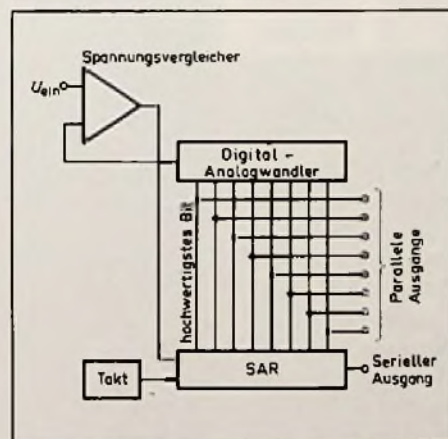 Spannungsvergleicher
Uein
Digital -
Analogwandler
hochwertigstes Bit
Parallele
Ausgänge
Takt
SAR
Serieller
Ausgang